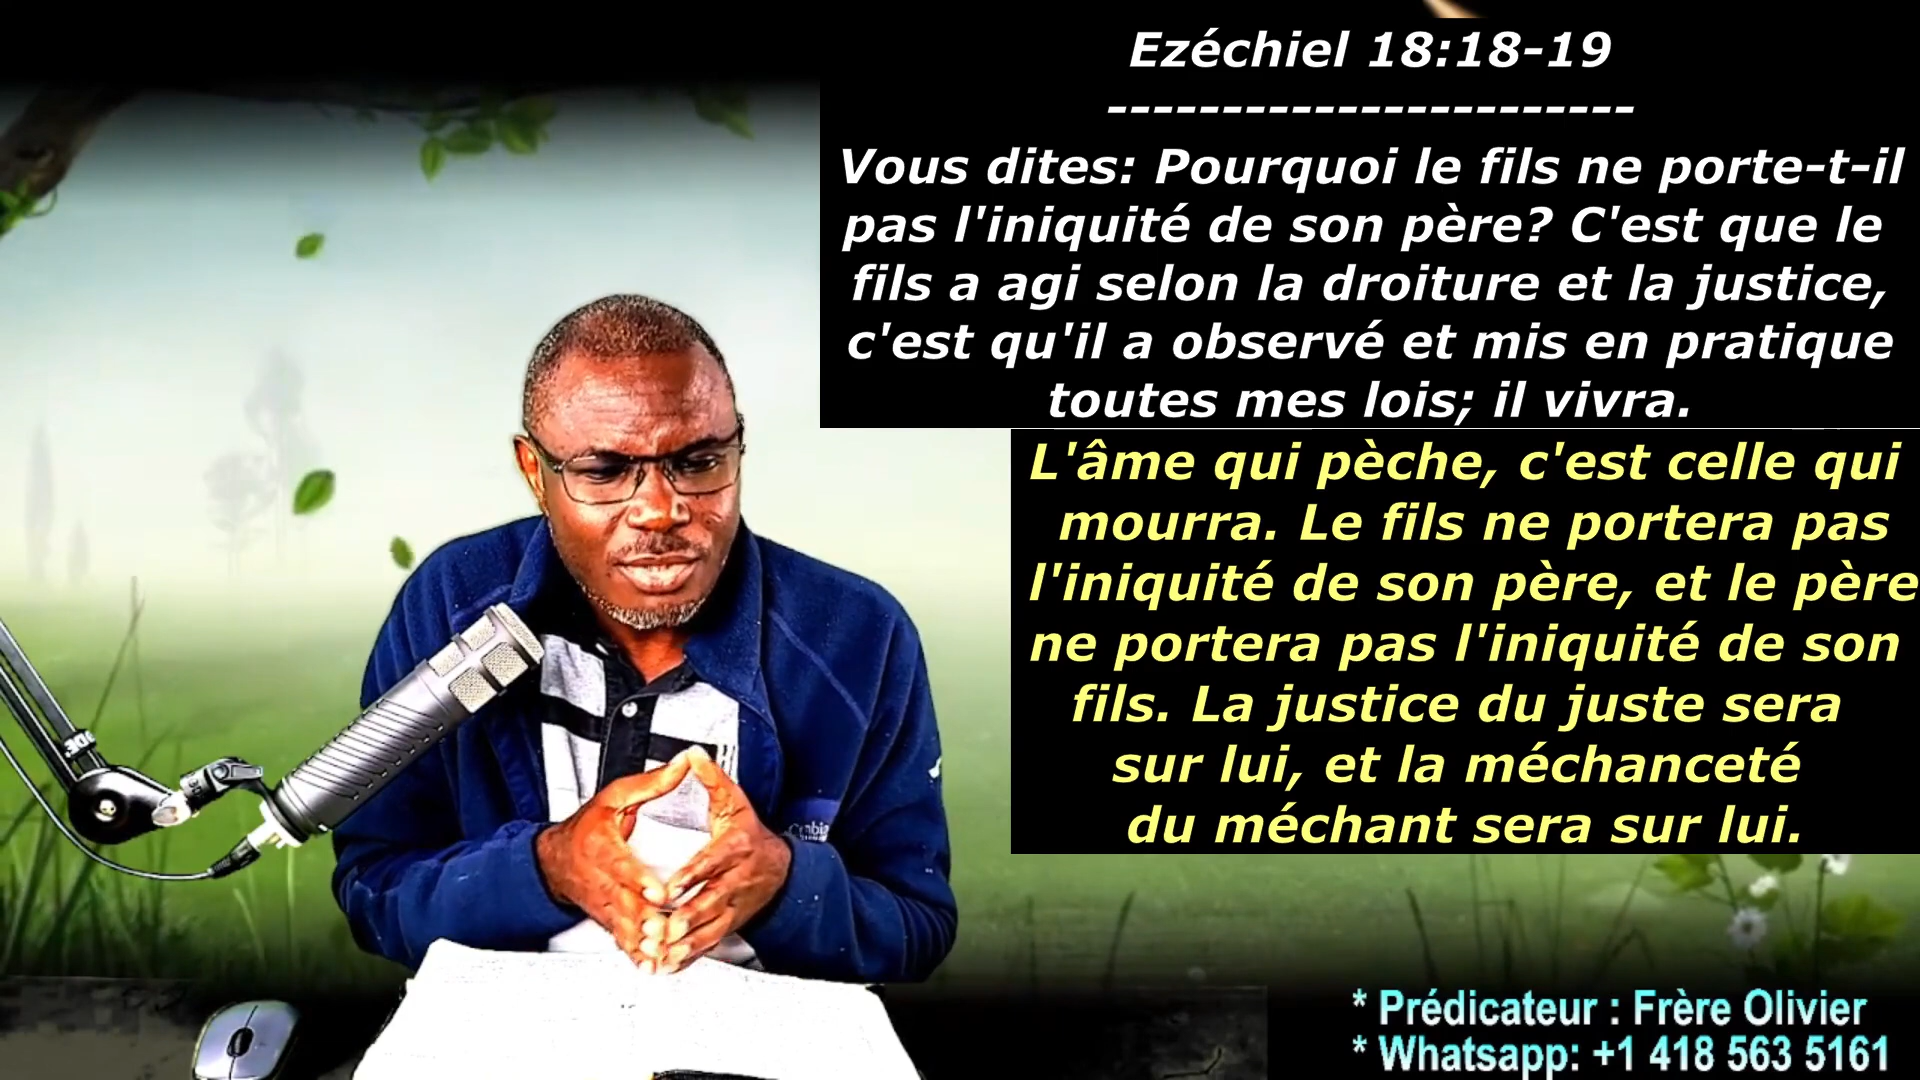 Ezéchiel 18:18-19
-----------------------
Vous dites: Pourquoi le fils ne porte-t-il
pas l'iniquité de son père? C'est que le
fils a agi selon la droiture et la justice,
c'est qu'il a observé et mis en pratique
toutes mes lois; il vivra.
L'âme qui pèche, c'est celle qui
mourra. Le fils ne portera pas
l'iniquité de son père, et le père
ne portera pas l'iniquité de son
fils. La justice du juste sera
sur lui, et la méchanceté
du méchant sera sur lui.
* Prédicateur : Frère Olivier
* Whatsapp: +1 418 563 5161